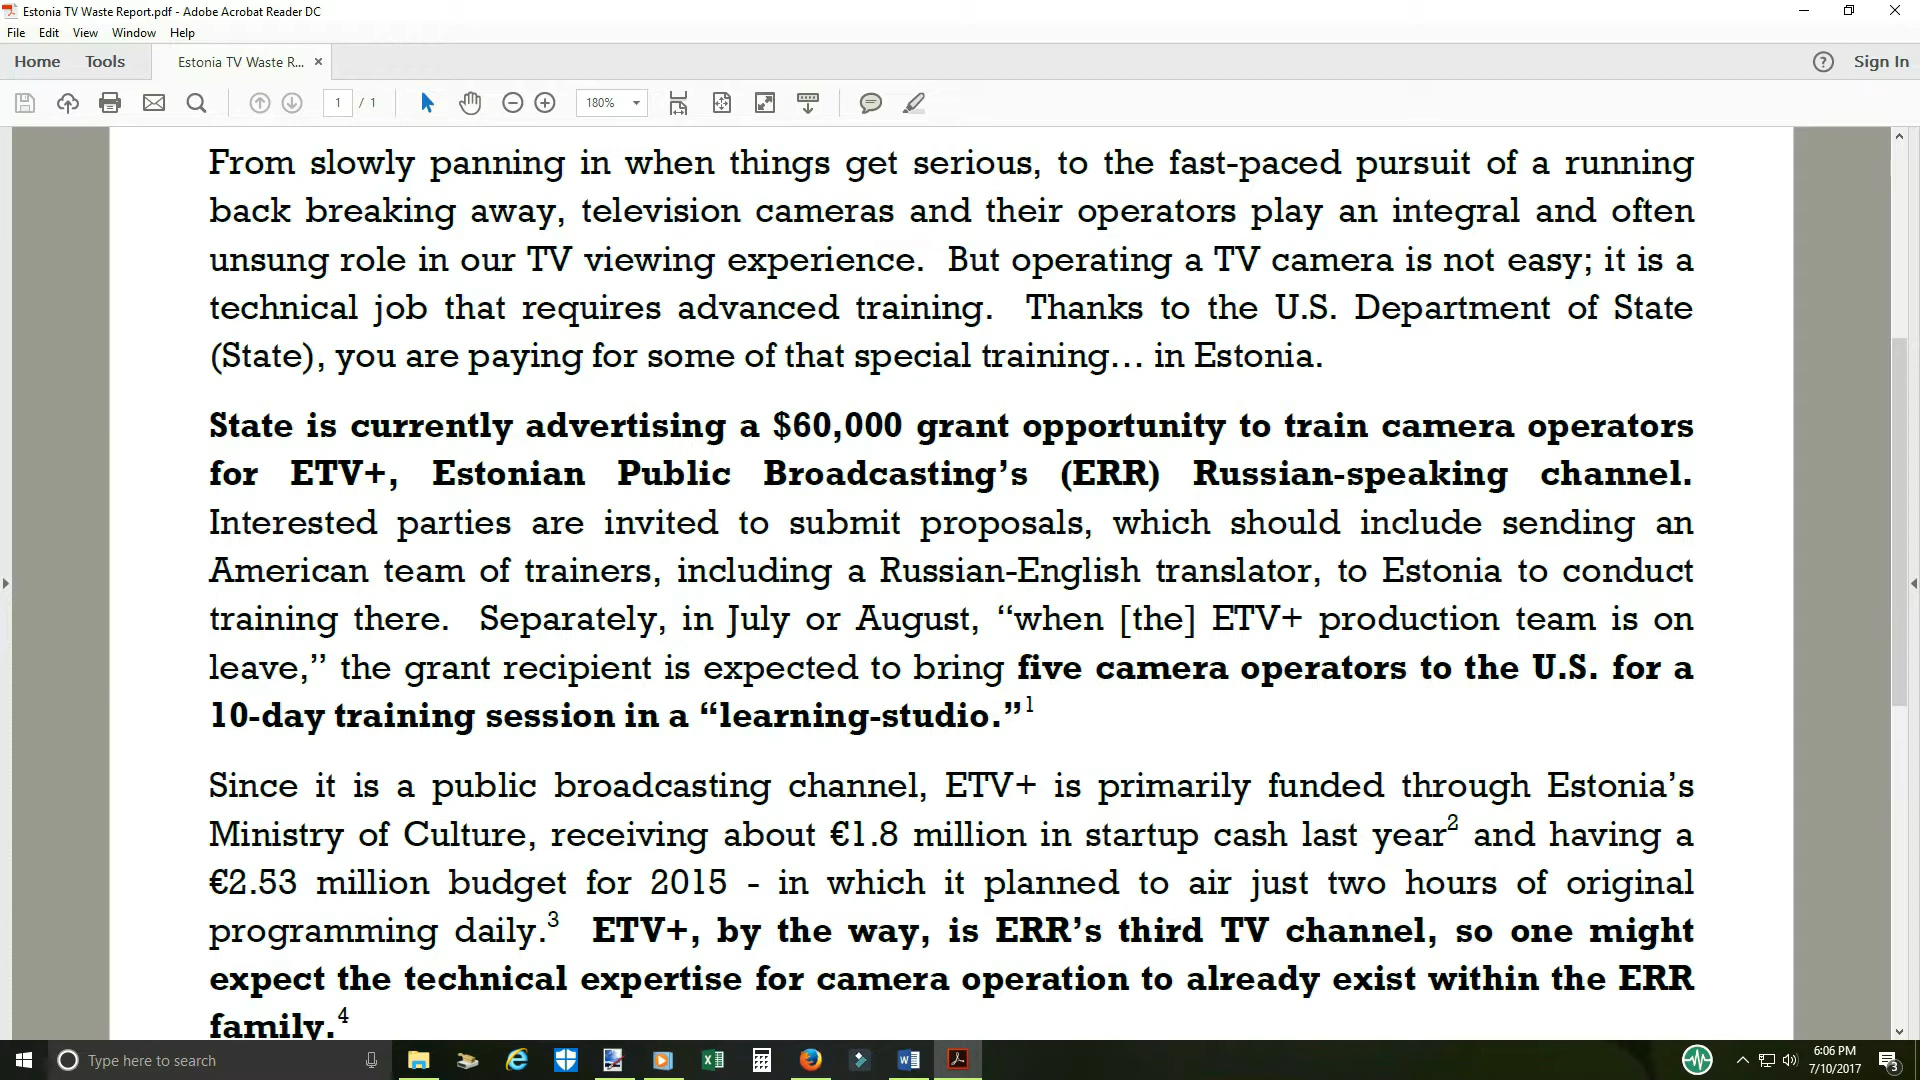 Estonia TV Waste Report.pdf - Adobe Acrobat Reader DC
File Edit View Window Help
Home Tools Estonia TV Waste R... × ? Sign In
1 / 1 180%
From slowly panning in when things get serious, to the fast-paced pursuit of a running
back breaking away, television cameras and their operators play an integral and often
unsung role in our TV viewing experience. But operating a TV camera is not easy; it is a
technical job that requires advanced training. Thanks to the U.S. Department of State
(State), you are paying for some of that special training… in Estonia.
State is currently advertising a $60,000 grant opportunity to train camera operators
for ETV+, Estonian Public Broadcasting’s (ERR) Russian-speaking channel.
Interested parties are invited to submit proposals, which should include sending an
American team of trainers, including a Russian-English translator, to Estonia to conduct
training there. Separately, in July or August, “when [the] ETV+ production team is on
leave,” the grant recipient is expected to bring five camera operators to the U.S. for a
10-day training session in a “learning-studio.”1
Since it is a public broadcasting channel, ETV+ is primarily funded through Estonia’s
Ministry of Culture, receiving about €1.8 million in startup cash last year2 and having a
€2.53 million budget for 2015 - in which it planned to air just two hours of original
programming daily.3 ETV+, by the way, is ERR’s third TV channel, so one might
expect the technical expertise for camera operation to already exist within the ERR
family.4
Type here to search
6:06 PM
7/10/2017
3